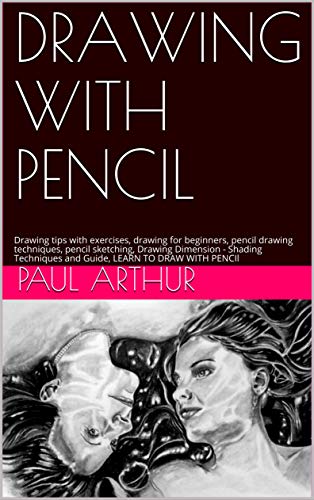 DRAWING
WITH
PENCIL
Drawing tips with exercises, drawing for beginners, pencil drawing
techniques, pencil sketching, Drawing Dimension - Shading
Techniques and Guide, LEARN TO DRAW WITH PENCIl
PAUL ARTHUR